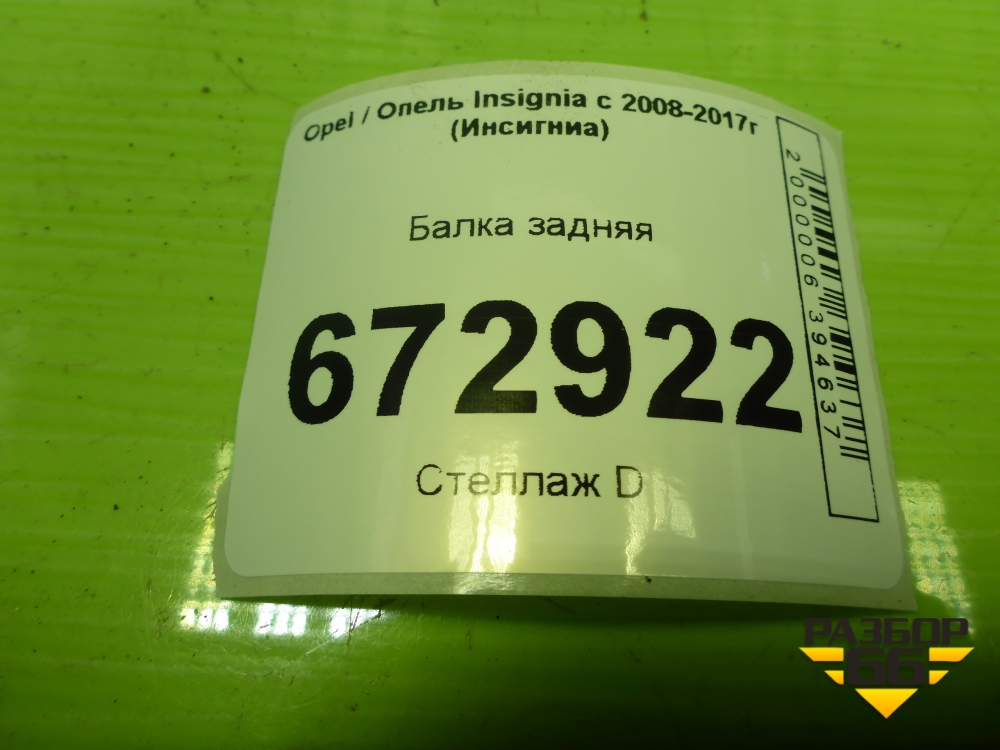 Opel / Опель Insignia с 2008-2017г
(Инсигниа)
Балка задняя
672922
Стеллаж D
2000006394637
РАЗБОР
66